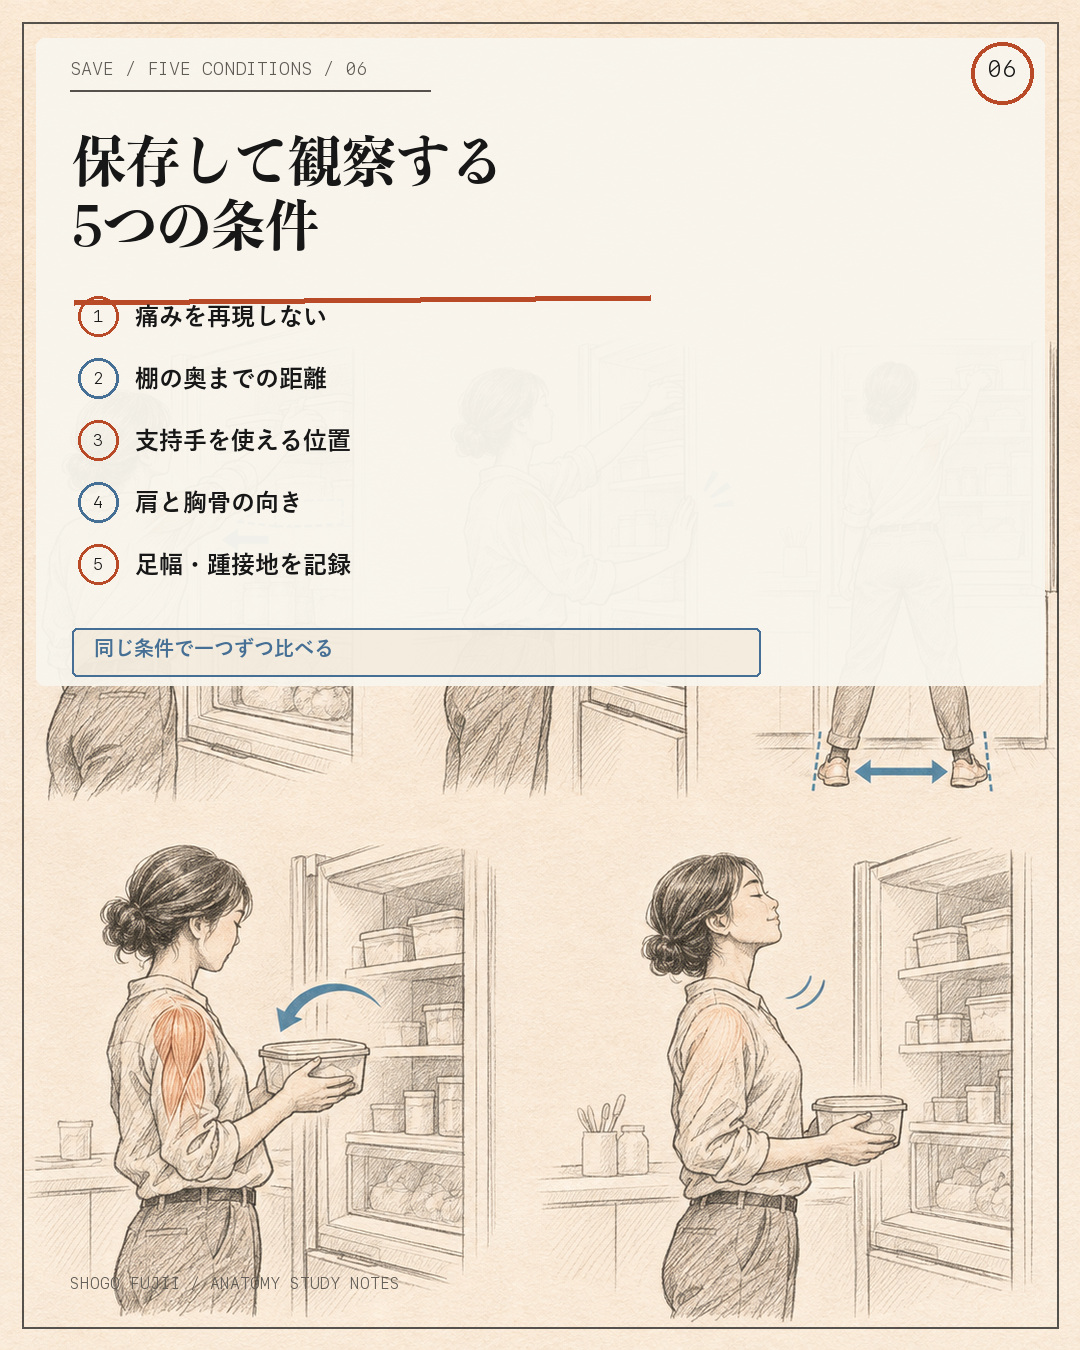 SAVE / FIVE CONDITIONS / 06
06
保存して観察する
5つの条件
1 痛みを再現しない
2 棚の奥までの距離
3 支持手を使える位置
4 肩と胸骨の向き
5 足幅・踵接地を記録
同じ条件で一つずつ比べる
SHOGO FUJII / ANATOMY STUDY NOTES